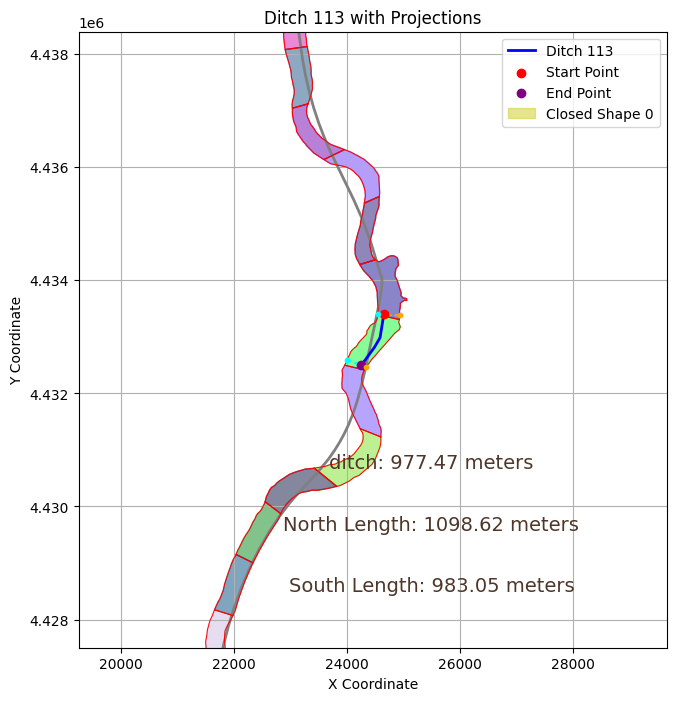 Ditch 113 with Projections
1e6
Ditch 113
Start Point
End Point
Closed Shape 0
4.438
4.436
4.434
4.432
4.430
4.428
Y Coordinate
ditch: 977.47 meters
North Length: 1098.62 meters
South Length: 983.05 meters
20000 22000 24000 26000 28000
X Coordinate